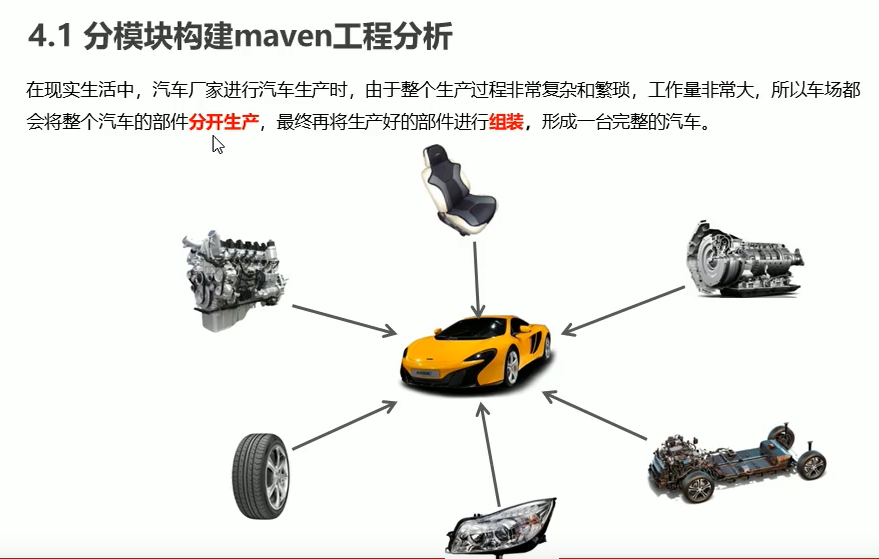 4.1 分模块构建maven工程分析
在现实生活中，汽车厂家进行汽车生产时，由于整个生产过程非常复杂和繁琐，工作量非常大，所以车场都
会将整个汽车的部件分开生产，最终再将生产好的部件进行组装，形成一台完整的汽车。